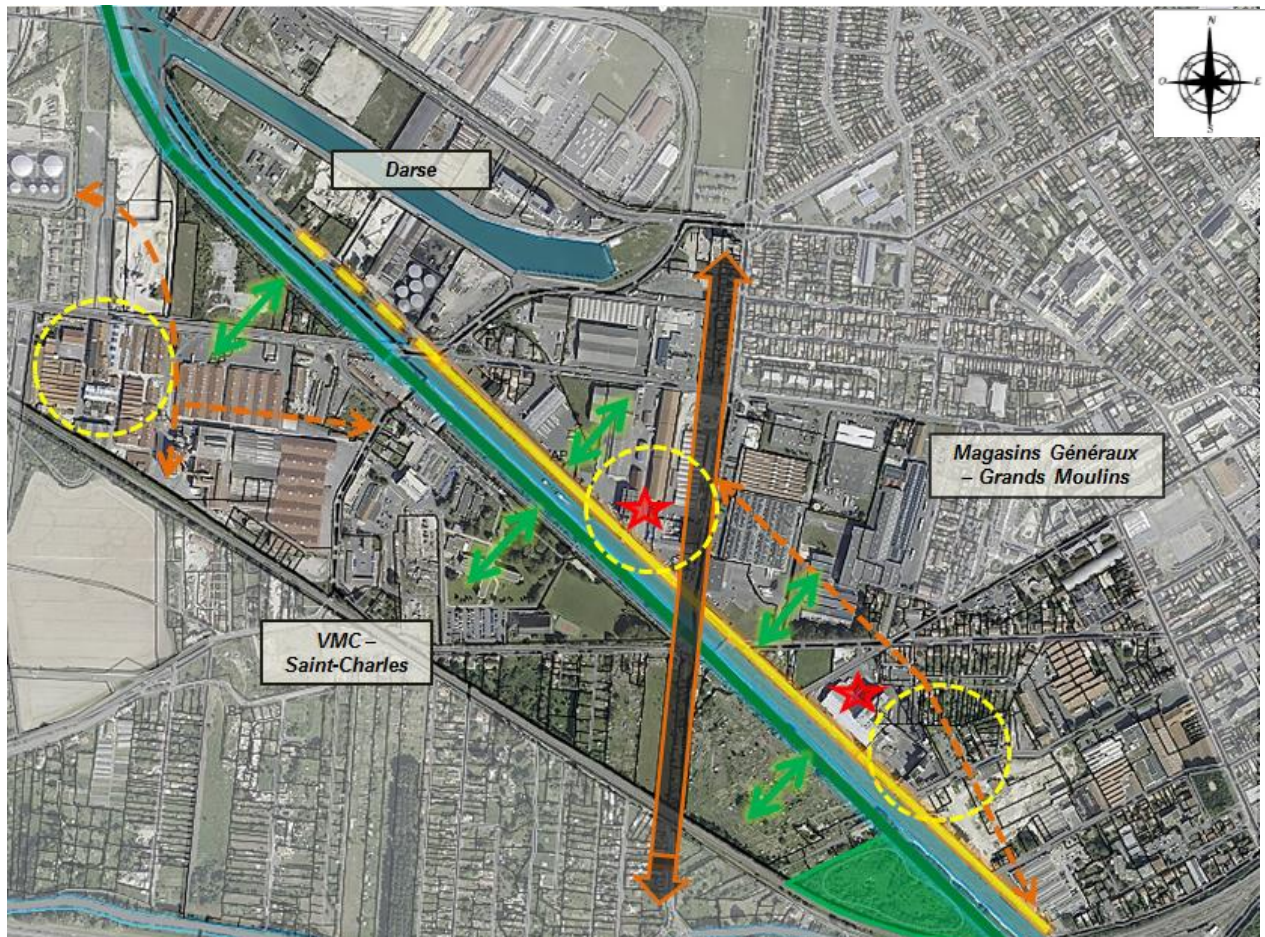 N
O
E
S
Darse
Magasins Généraux
– Grands Moulins
VMC –
Saint-Charles